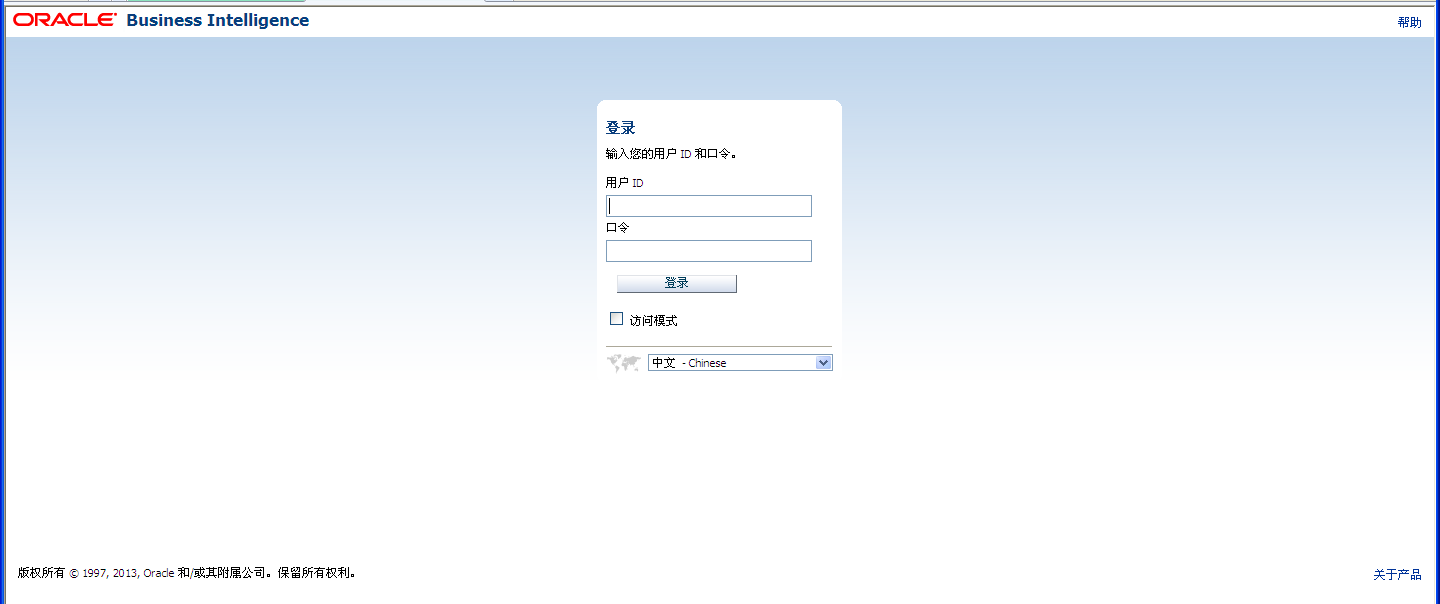 ORACLE Business Intelligence
帮助
登录
输入您的用户 ID 和口令。
用户 ID
口令
登录
访问模式
中文 - Chinese
版权所有 © 1997, 2013, Oracle 和/或其附属公司。保留所有权利。
关于产品